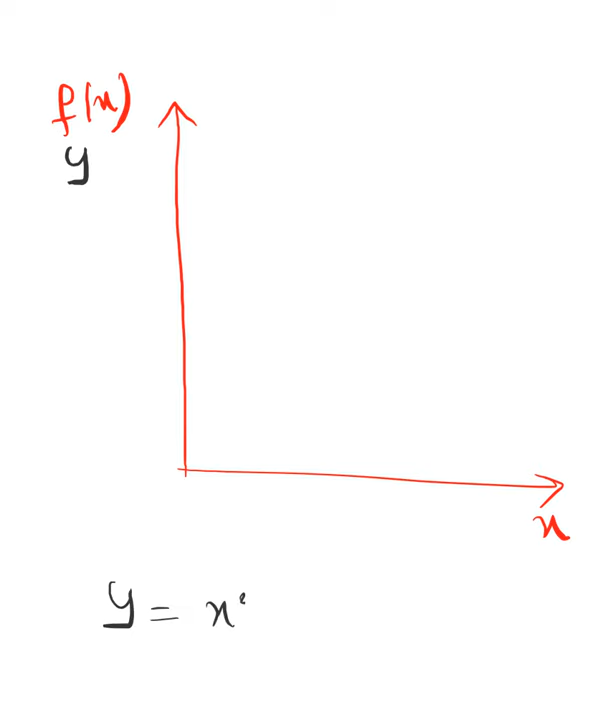 f(x)
y
x
y = x